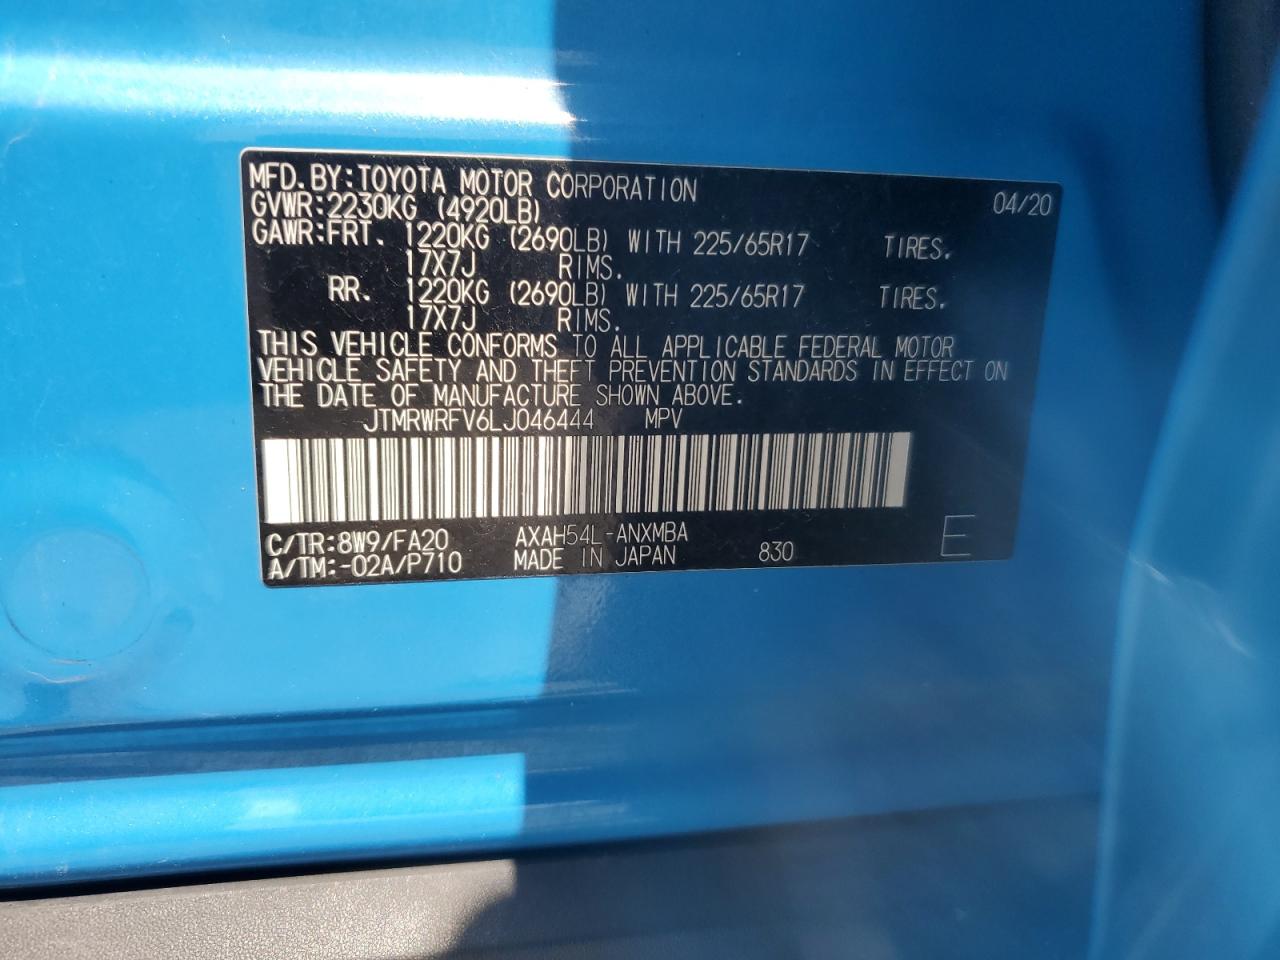 MFD.BY:TOYOTA MOTOR CORPORATION 04/20
GVWR:2230KG (4920LB)
GAWR:FRT. 1220KG (2690LB) WITH 225/65R17 TIRES.
17X7J RIMS.
RR. 1220KG (2690LB) WITH 225/65R17 TIRES.
17X7J RIMS.
THIS VEHICLE CONFORMS TO ALL APPLICABLE FEDERAL MOTOR
VEHICLE SAFETY AND THEFT PREVENTION STANDARDS IN EFFECT ON
THE DATE OF MANUFACTURE SHOWN ABOVE.
JTMRWRFV6LJ046444 MPV
C/TR:8W9/FA20 AXAH54L-ANXMBA
A/TM:-02A/P710 MADE IN JAPAN 830 E